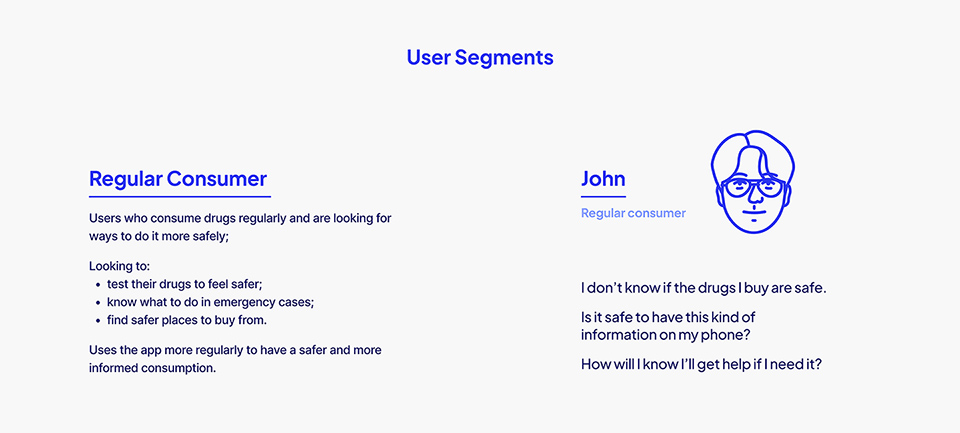 User Segments
Regular Consumer
Users who consume drugs regularly and are looking for
ways to do it more safely;
Looking to:
• test their drugs to feel safer;
• know what to do in emergency cases;
• find safer places to buy from.
Uses the app more regularly to have a safer and more
informed consumption.
John
Regular consumer
I don’t know if the drugs I buy are safe.
Is it safe to have this kind of
information on my phone?
How will I know I’ll get help if I need it?